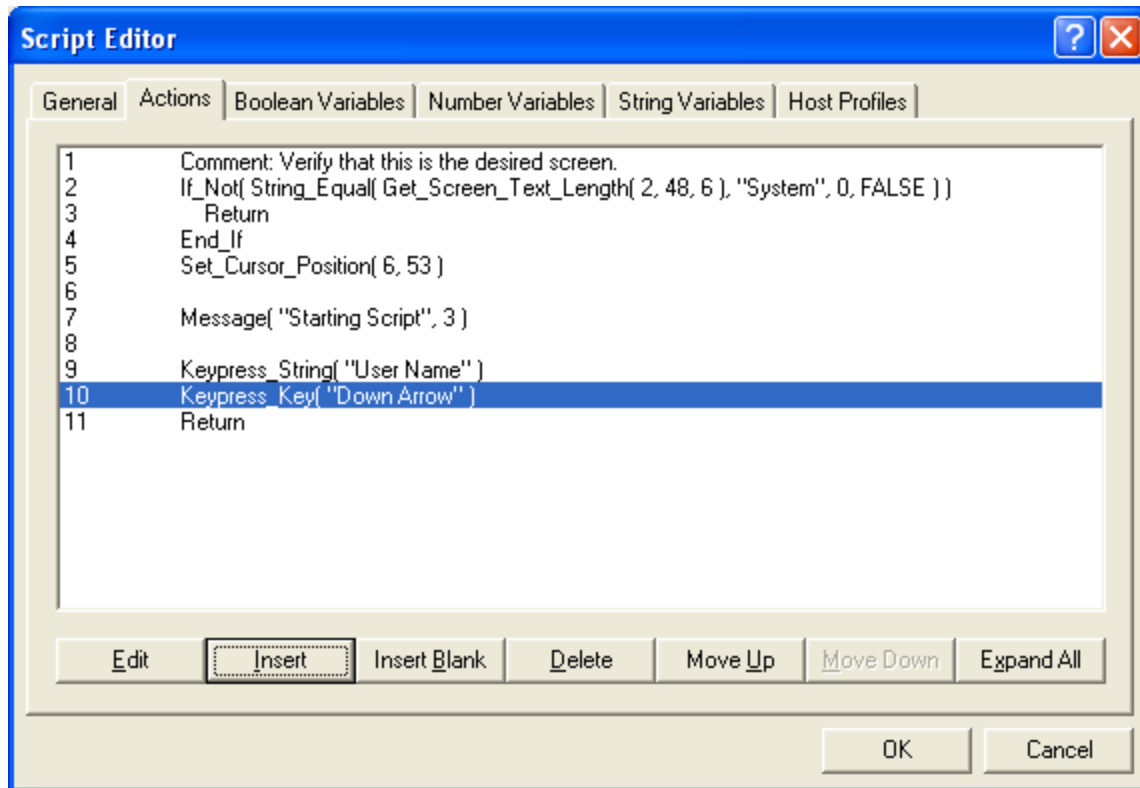 Script Editor
General Actions Boolean Variables Number Variables String Variables Host Profiles
1 Comment: Verify that this is the desired screen.
2 If_Not( String_Equal( Get_Screen_Text_Length( 2, 48, 6 ), "System", 0, FALSE ) )
3 Return
4 End_If
5 Set_Cursor_Position( 6, 53 )
6
7 Message( "Starting Script", 3 )
8
9 Keypress_String( "User Name" )
10 Keypress_Key( "Down Arrow" )
11 Return
Edit Insert Insert Blank Delete Move Up Move Down Expand All
OK Cancel